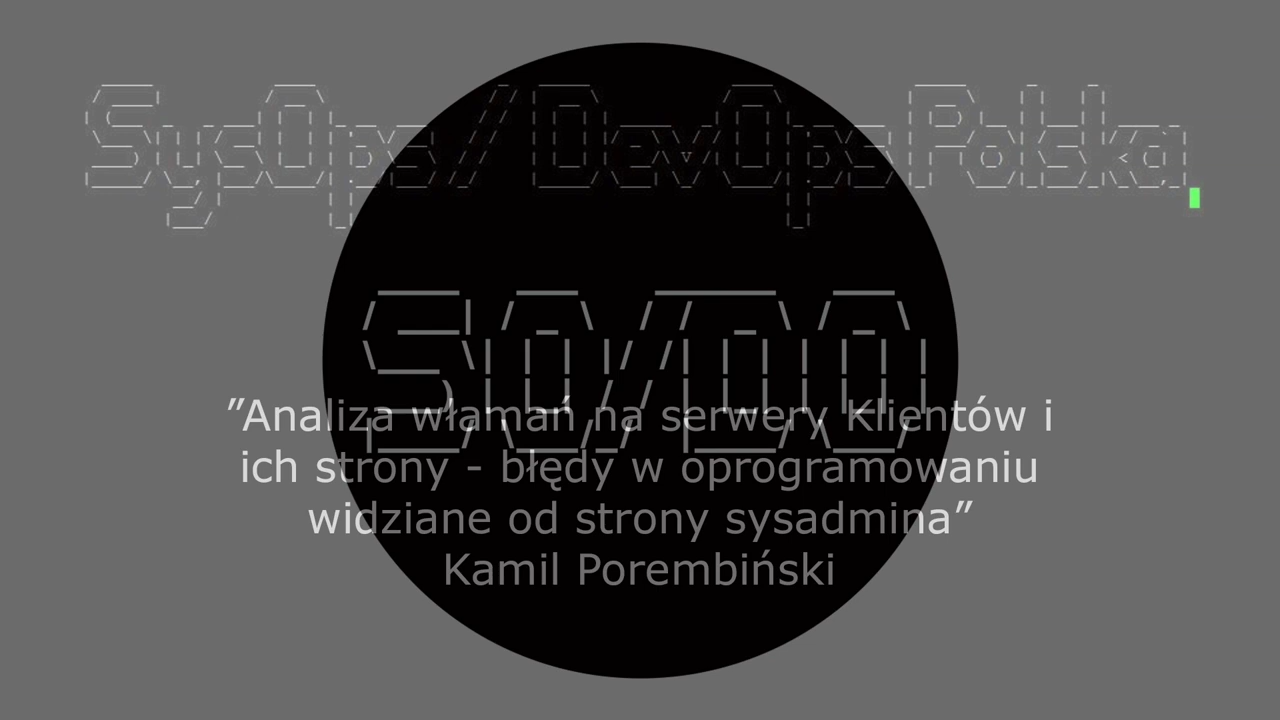 SysOps/ DevOps Polska
SO/DO
”Analiza włamań na serwery Klientów i
ich strony - błędy w oprogramowaniu
widziane od strony sysadmina”
Kamil Porembiński